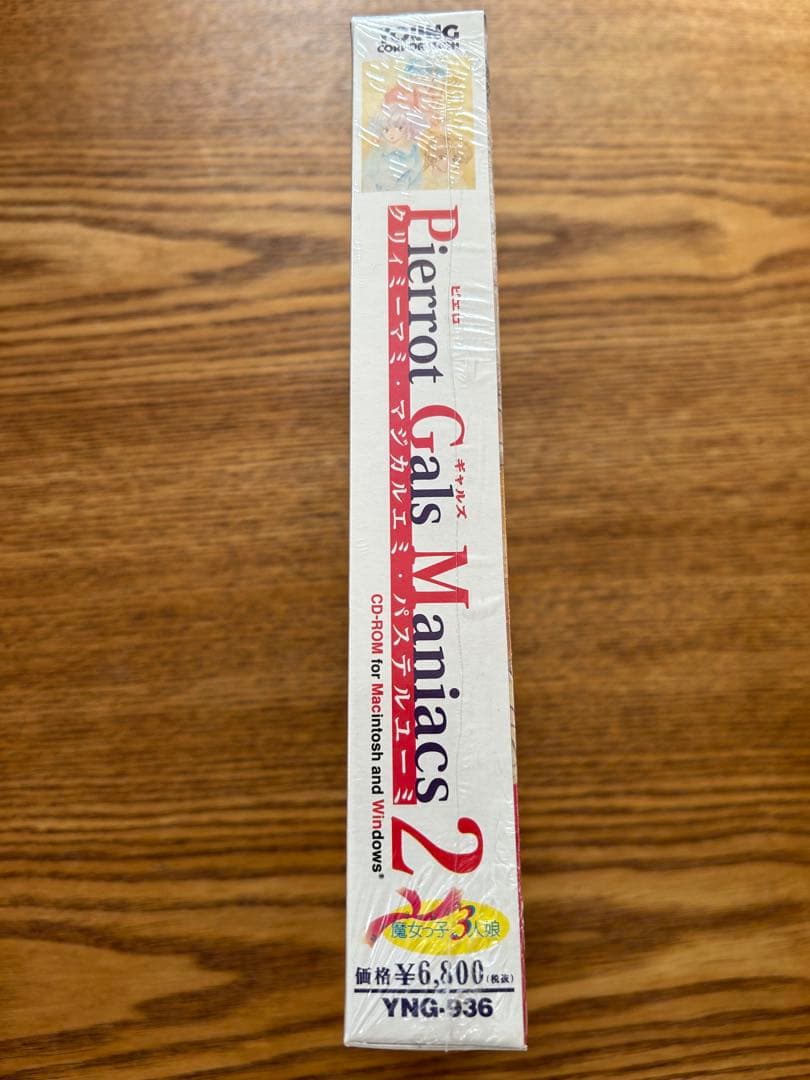 YOUNG
CORPORATION
ピエロ
ギャルズ
Pierrot Gals Maniacs 2
クリィミーマミ・マジカルエミ・パステルユーミ
CD-ROM for Macintosh and Windows®
魔女っ子3人娘
価格¥6,800(税抜)
YNG-936